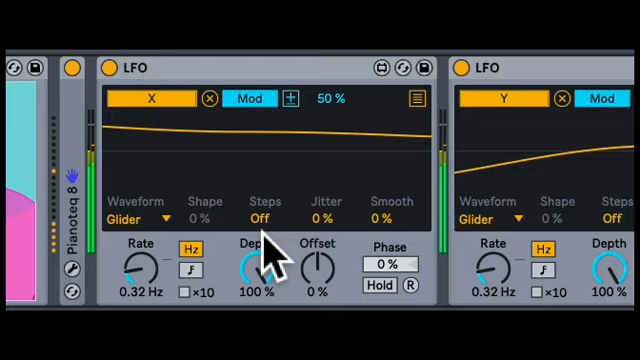 LFO
LFO
X
Mod
50 %
Y
Mod
Waveform Shape Steps Jitter Smooth
Glider 0 % Off 0 % 0 %
Waveform Shape Steps
Glider 0 % Off
Pianoteq 8
Rate
Hz
Offset
Phase
0 %
×10
Hold R
0.32 Hz
100 %
0 %
Rate
Hz
Depth
×10
0.32 Hz
100 %